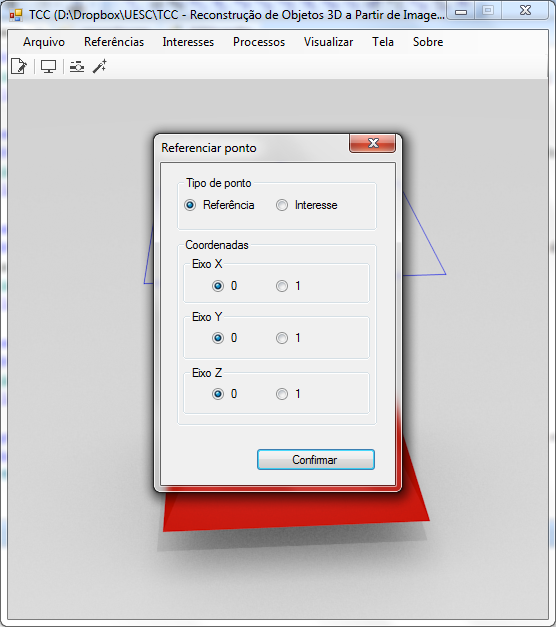 TCC (D:\Dropbox\UESC\TCC - Reconstrução de Objetos 3D a Partir de Image...
Arquivo Referências Interesses Processos Visualizar Tela Sobre
Referenciar ponto
Tipo de ponto
Referência Interesse
Coordenadas
Eixo X
0 1
Eixo Y
0 1
Eixo Z
0 1
Confirmar